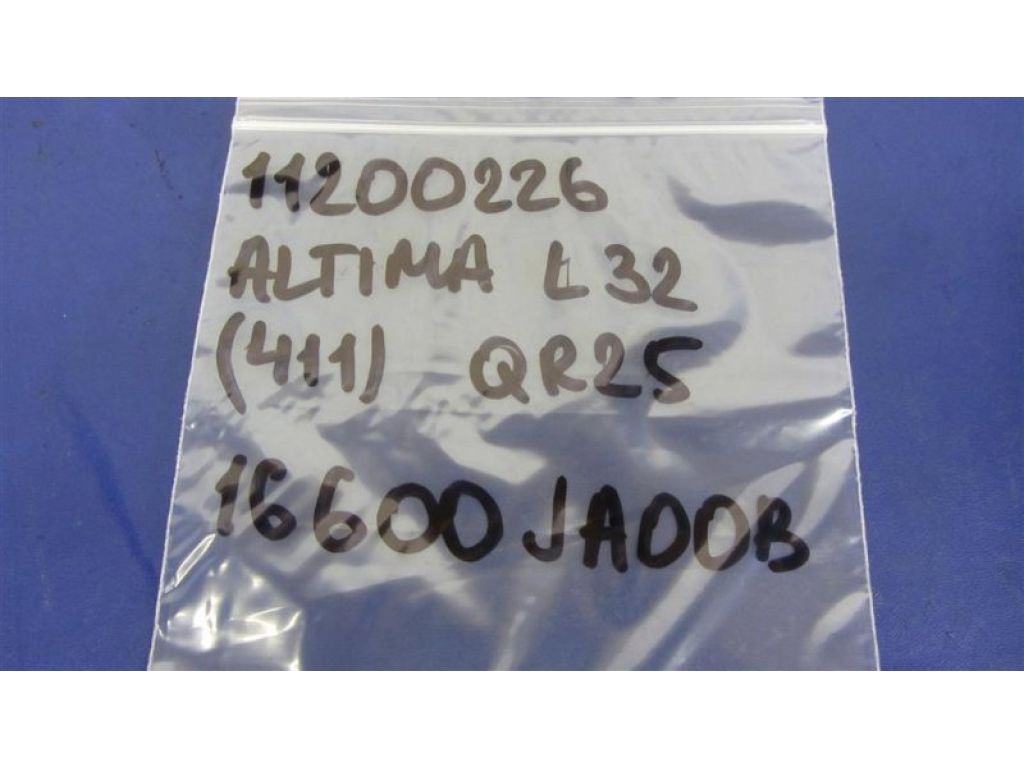 11200226
ALTIMA L32
(411) QR25
16600JA00B